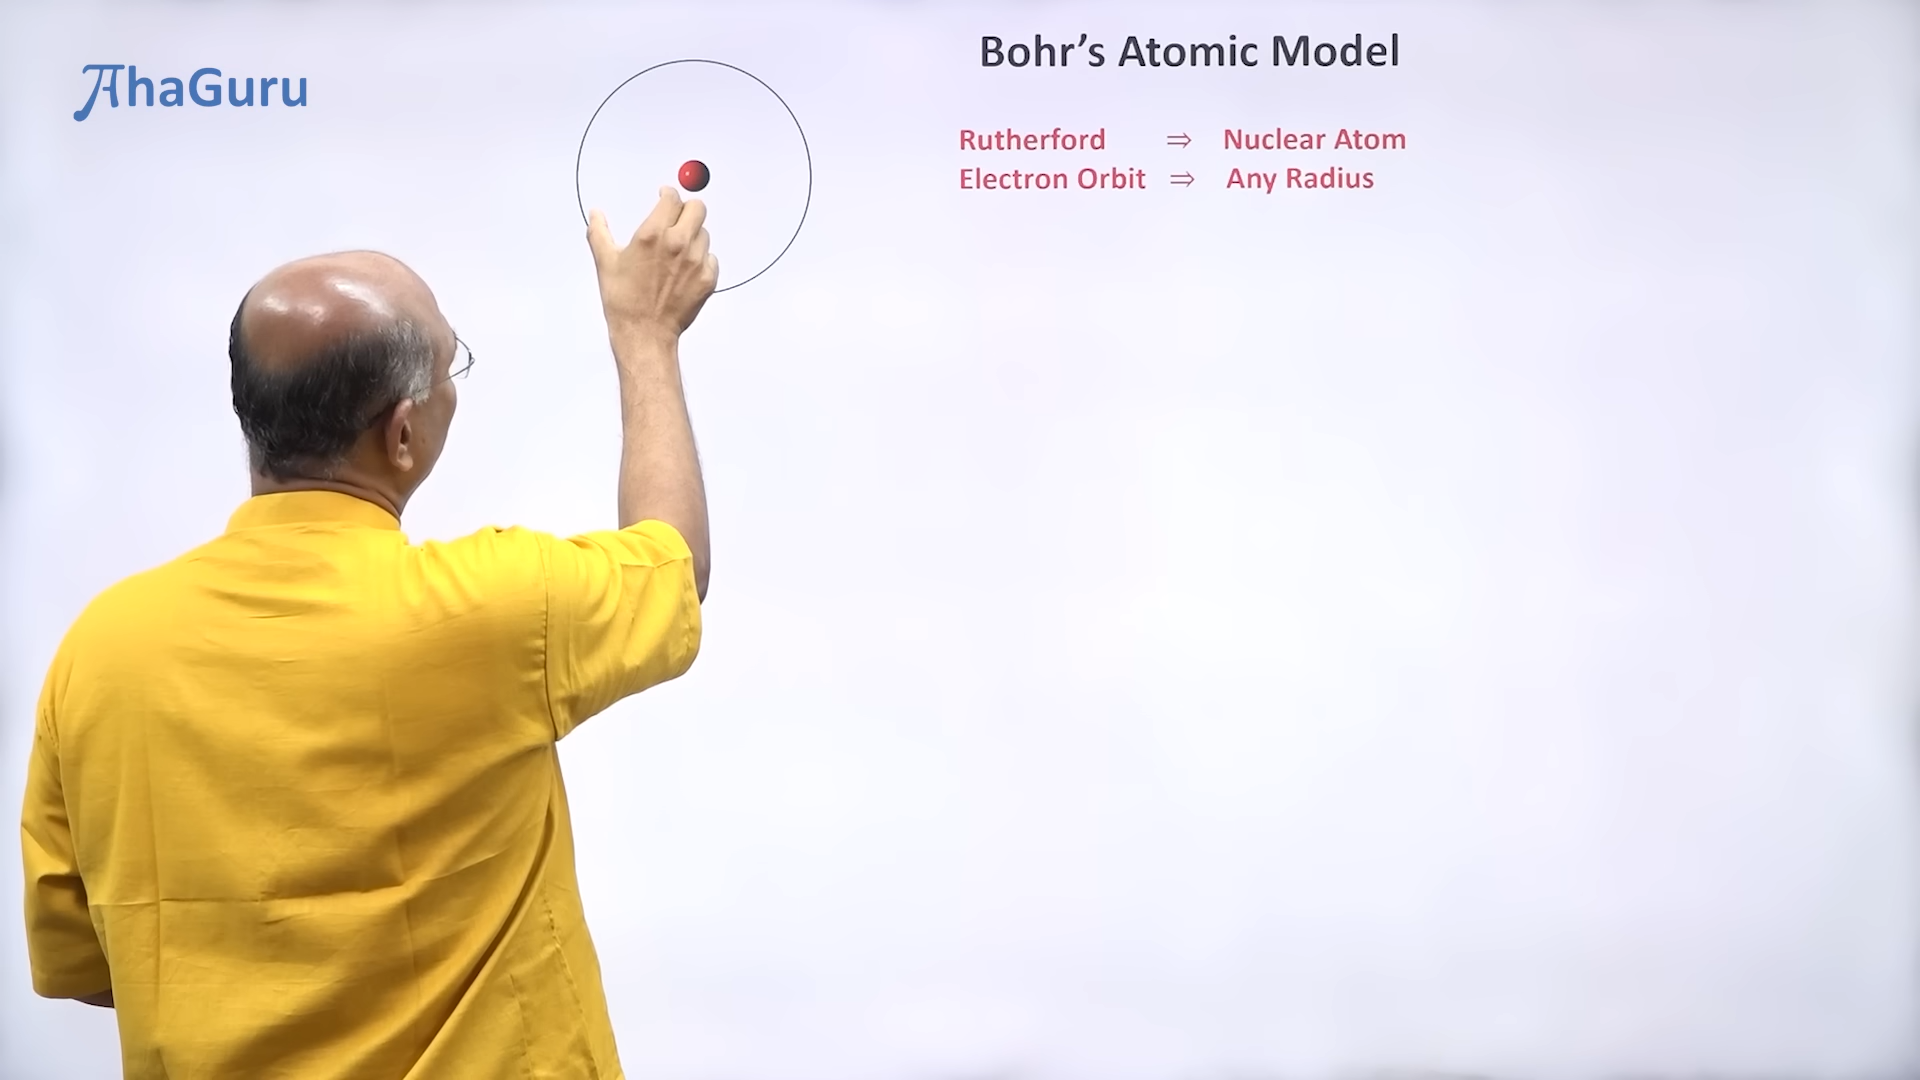 AhaGuru
Bohr’s Atomic Model
Rutherford ⇒ Nuclear Atom
Electron Orbit ⇒ Any Radius